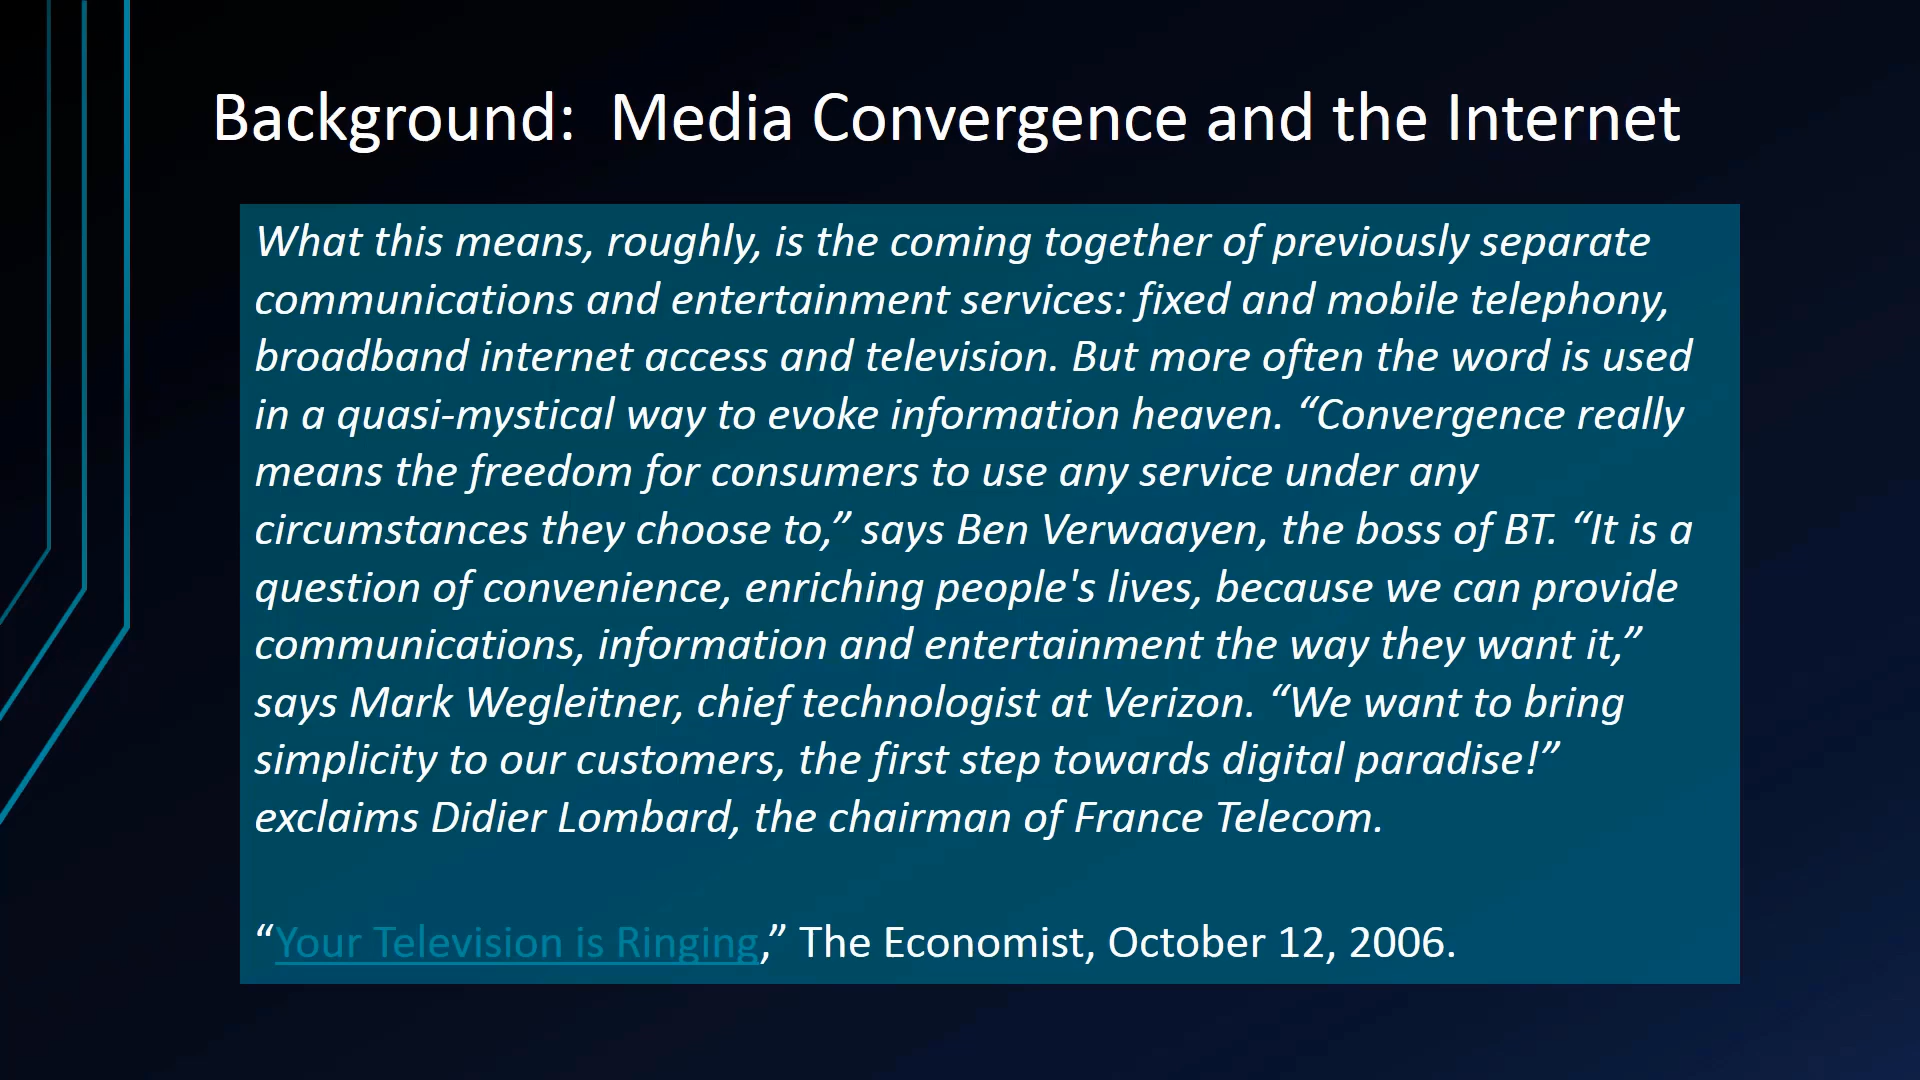 Background:  Media Convergence and the Internet
What this means, roughly, is the coming together of previously separate
communications and entertainment services: fixed and mobile telephony,
broadband internet access and television. But more often the word is used
in a quasi-mystical way to evoke information heaven. “Convergence really
means the freedom for consumers to use any service under any
circumstances they choose to,” says Ben Verwaayen, the boss of BT. “It is a
question of convenience, enriching people's lives, because we can provide
communications, information and entertainment the way they want it,”
says Mark Wegleitner, chief technologist at Verizon. “We want to bring
simplicity to our customers, the first step towards digital paradise!”
exclaims Didier Lombard, the chairman of France Telecom.
“Your Television is Ringing,” The Economist, October 12, 2006.